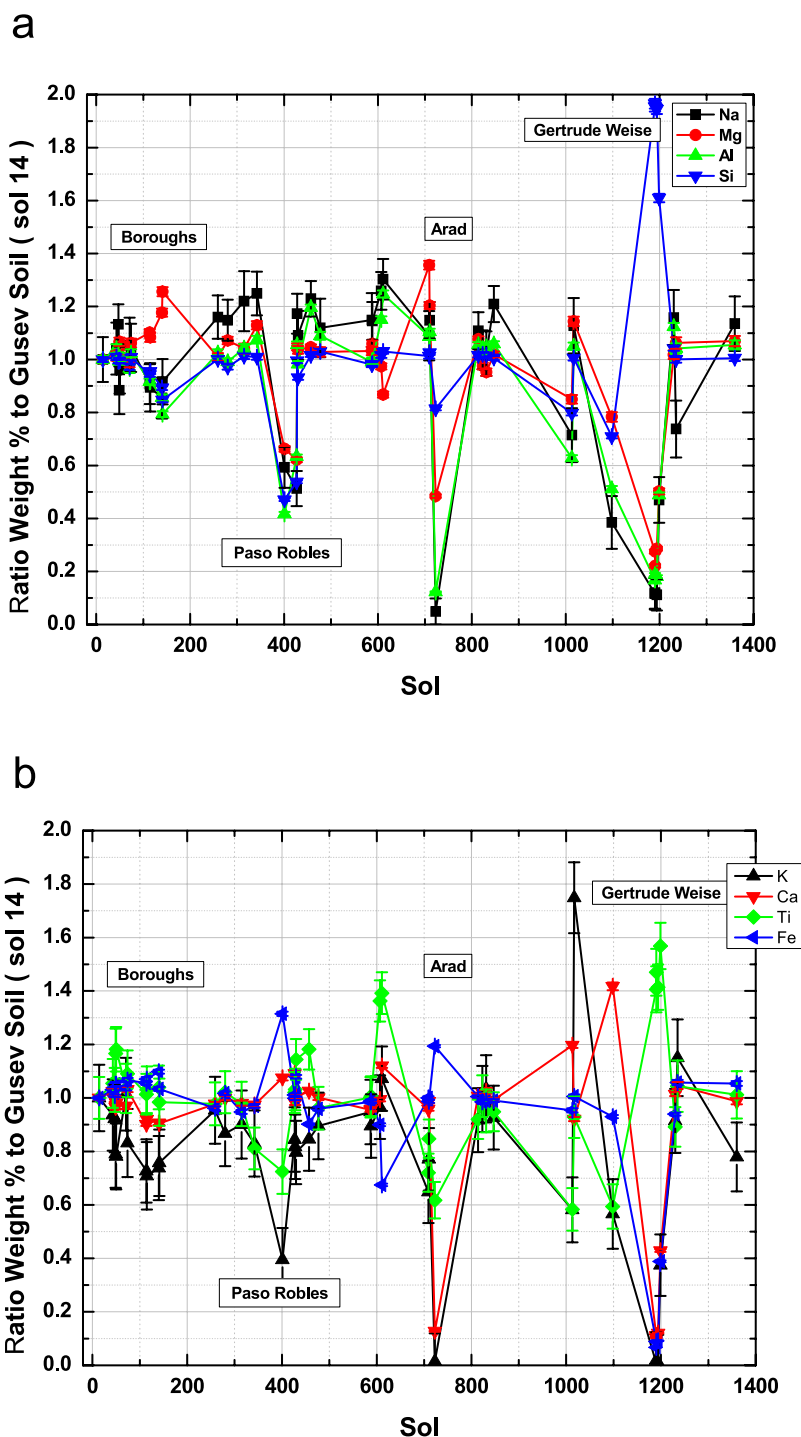 a
2.0
1.8
1.6
1.4
1.2
1.0
0.8
0.6
0.4
0.2
0.0
Ratio Weight % to Gusev Soil ( sol 14 )
Boroughs
Paso Robles
Arad
Gertrude Weise
Na
Mg
Al
Si
0 200 400 600 800 1000 1200 1400
Sol
b
2.0
1.8
1.6
1.4
1.2
1.0
0.8
0.6
0.4
0.2
0.0
Ratio Weight % to Gusev Soil ( sol 14 )
Boroughs
Paso Robles
Arad
Gertrude Weise
K
Ca
Ti
Fe
0 200 400 600 800 1000 1200 1400
Sol